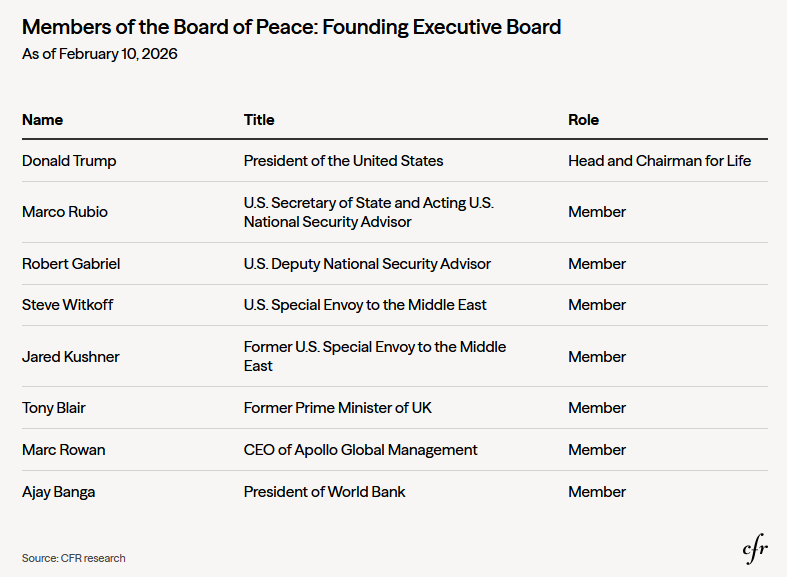 Members of the Board of Peace: Founding Executive Board
As of February 10, 2026
Name Title Role
Donald Trump President of the United States Head and Chairman for Life
Marco Rubio U.S. Secretary of State and Acting U.S. National Security Advisor Member
Robert Gabriel U.S. Deputy National Security Advisor Member
Steve Witkoff U.S. Special Envoy to the Middle East Member
Jared Kushner Former U.S. Special Envoy to the Middle East Member
Tony Blair Former Prime Minister of UK Member
Marc Rowan CEO of Apollo Global Management Member
Ajay Banga President of World Bank Member
Source: CFR research
cfr